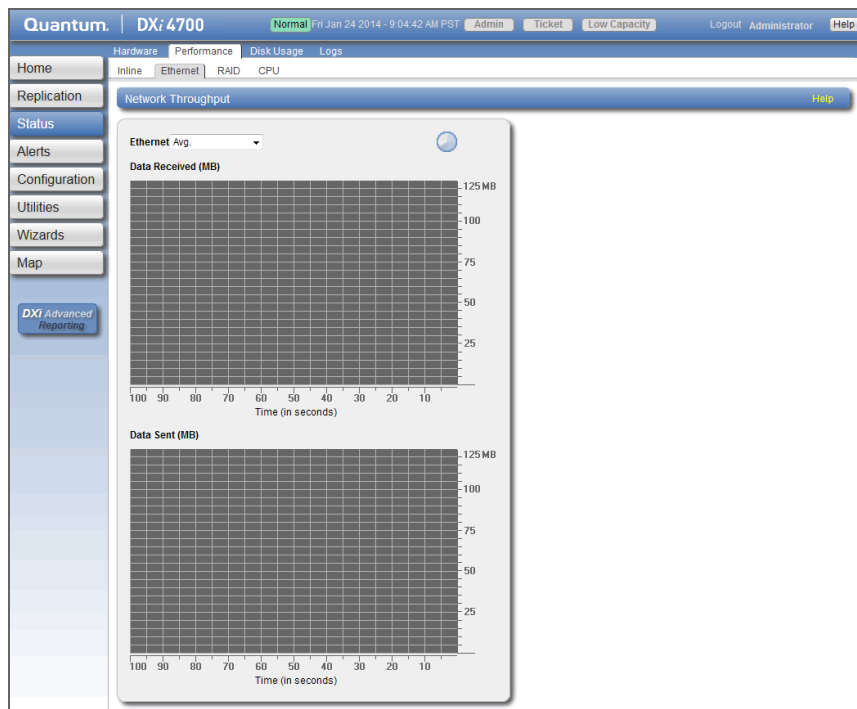 Quantum. DXi 4700 Normal Fri Jan 24 2014 - 9:04:42 AM PST Admin Ticket Low Capacity Logout Administrator Help
Hardware Performance Disk Usage Logs
Inline Ethernet RAID CPU
Home
Replication
Status
Alerts
Configuration
Utilities
Wizards
Map
DXi Advanced
Reporting
Network Throughput Help
Ethernet Avg.
Data Received (MB)
125 MB
100
75
50
25
100 90 80 70 60 50 40 30 20 10
Time (in seconds)
Data Sent (MB)
125 MB
100
75
50
25
100 90 80 70 60 50 40 30 20 10
Time (in seconds)